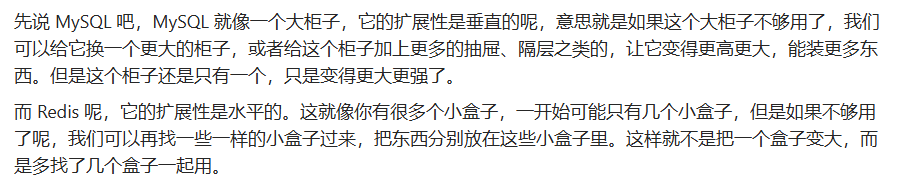 先说 MySQL 吧，MySQL 就像一个大柜子，它的扩展性是垂直的呢，意思就是如果这个大柜子不够用了，我们
可以给它换一个更大的柜子，或者给这个柜子加上更多的抽屉、隔层之类的，让它变得更高更大，能装更多东
西。但是这个柜子还是只有一个，只是变得更大更强了。
而 Redis 呢，它的扩展性是水平的。这就像你有很多个小盒子，一开始可能只有几个小盒子，但是如果不够用
了呢，我们可以再找一些一样的小盒子过来，把东西分别放在这些小盒子里。这样就不是把一个盒子变大，而
是多找了几个盒子一起用。